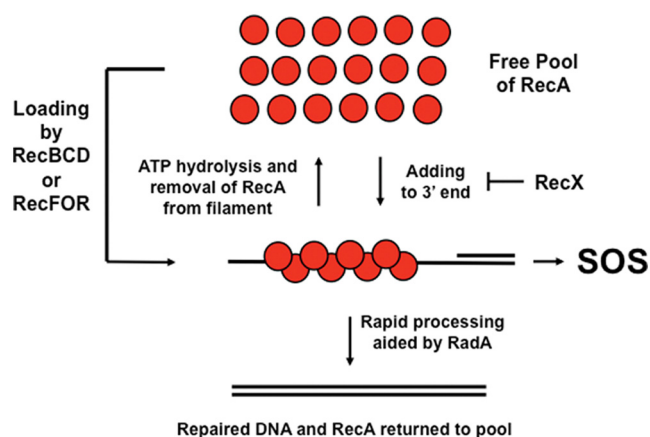 Free Pool
of RecA
Loading
by
RecBCD
or
RecFOR
ATP hydrolysis and
removal of RecA
from filament
Adding
to 3’ end
RecX
SOS
Rapid processing
aided by RadA
Repaired DNA and RecA returned to pool